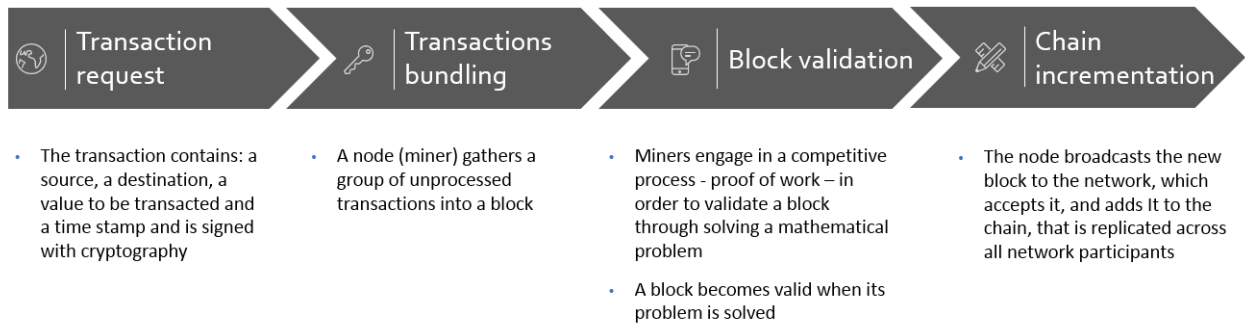 Transaction
request
Transactions
bundling
Block validation
Chain
incrementation
• The transaction contains: a
source, a destination, a
value to be transacted and
a time stamp and is signed
with cryptography
• A node (miner) gathers a
group of unprocessed
transactions into a block
• Miners engage in a competitive
process - proof of work – in
order to validate a block
through solving a mathematical
problem
• A block becomes valid when its
problem is solved
• The node broadcasts the new
block to the network, which
accepts it, and adds It to the
chain, that is replicated across
all network participants